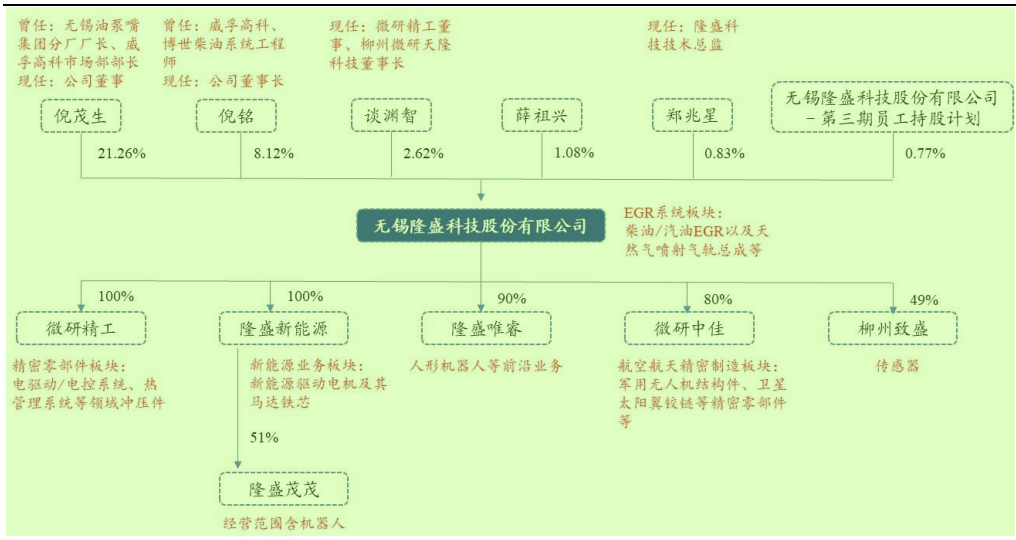 曾任：无锡油泵嘴
集团分厂厂长、威
孚高科市场部部长
现任：公司董事
曾任：威孚高科、
博世柴油系统工程
师
现任：公司董事长
现任：微研精工董
事、柳州微研天隆
科技董事长
现任：隆盛科
技技术总监
倪茂生
倪铭
谈渊智
薛祖兴
郑兆星
无锡隆盛科技股份有限公司
-第三期员工持股计划
21.26%
8.12%
2.62%
1.08%
0.83%
0.77%
无锡隆盛科技股份有限公司
EGR系统板块：
柴油/汽油EGR以及天
然气喷射气轨总成等
100%
100%
90%
80%
49%
微研精工
隆盛新能源
隆盛唯睿
微研中佳
柳州致盛
精密零部件板块：
电驱动/电控系统、热
管理系统等领域冲压件
新能源业务板块：
新能源驱动电机及其
马达铁芯
人形机器人等前沿业务
航空航天精密制造板块：
军用无人机结构件、卫星
太阳翼铰链等精密零部件
等
传感器
51%
隆盛茂茂
经营范围含机器人